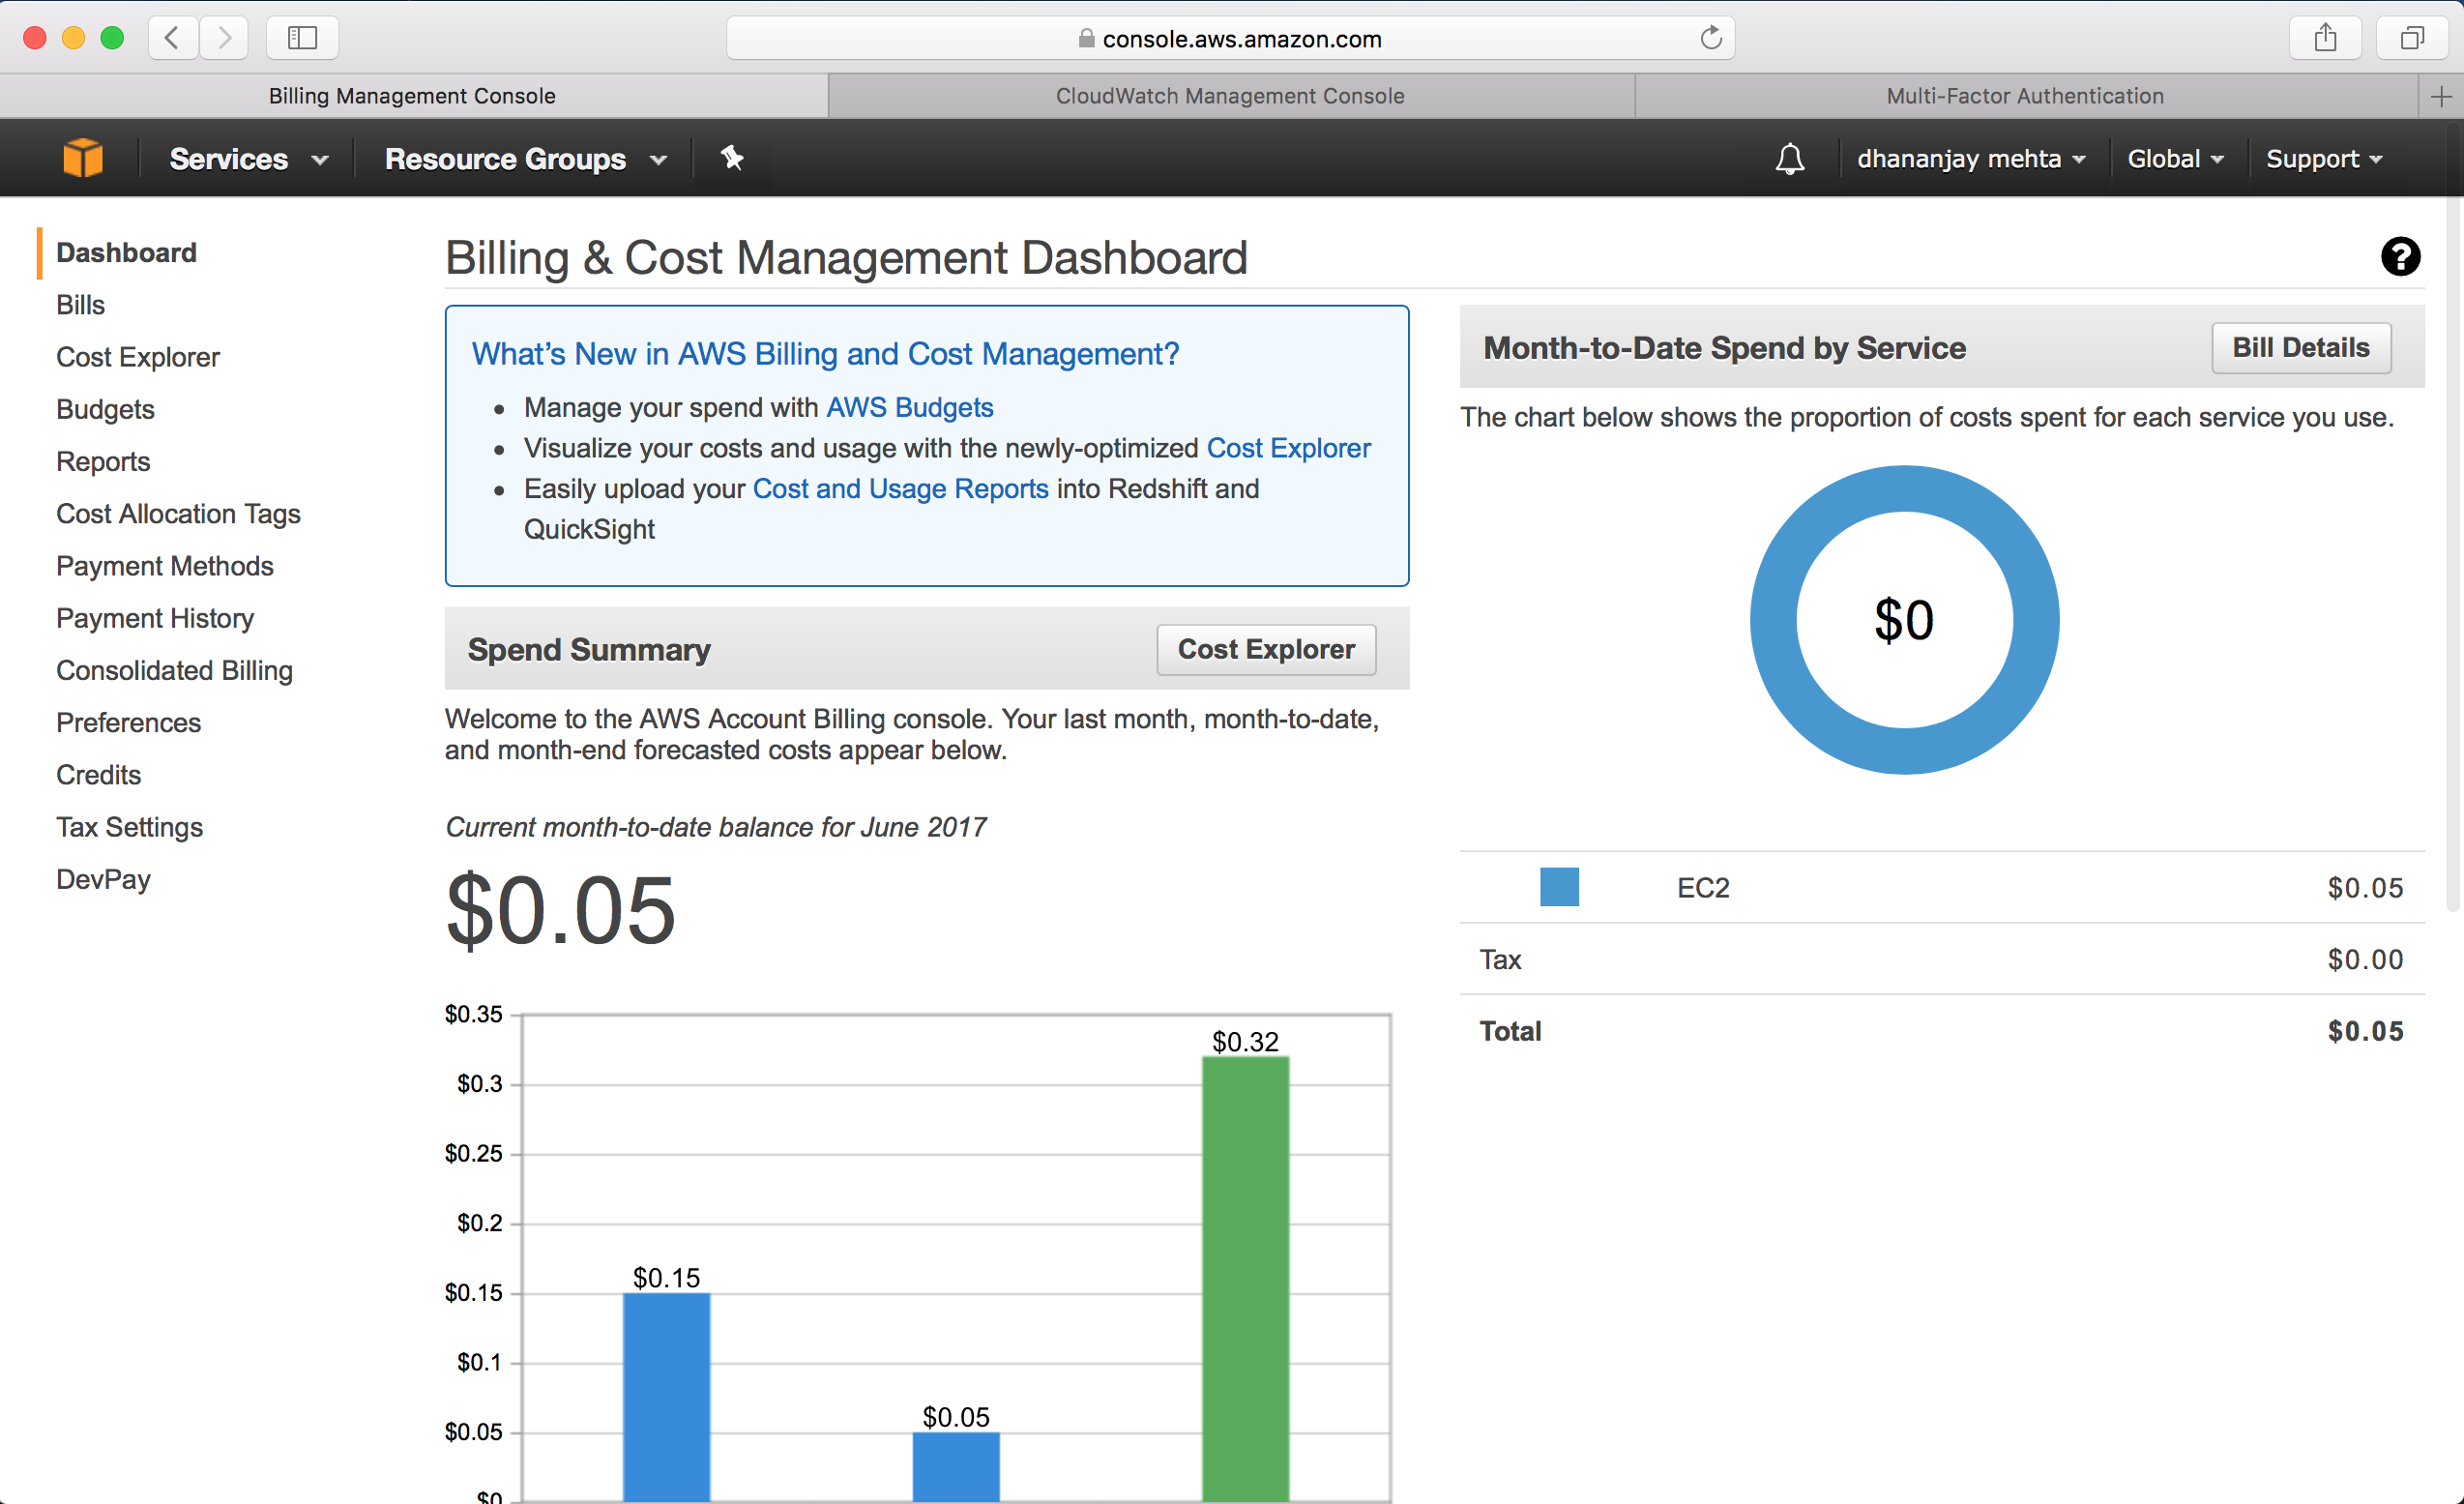 console.aws.amazon.com
Billing Management Console
CloudWatch Management Console
Multi-Factor Authentication
Services
Resource Groups
dhananjay mehta
Global
Support
Dashboard
Bills
Cost Explorer
Budgets
Reports
Cost Allocation Tags
Payment Methods
Payment History
Consolidated Billing
Preferences
Credits
Tax Settings
DevPay
Billing & Cost Management Dashboard
?
What's New in AWS Billing and Cost Management?
• Manage your spend with AWS Budgets
• Visualize your costs and usage with the newly-optimized Cost Explorer
• Easily upload your Cost and Usage Reports into Redshift and
QuickSight
Spend Summary
Cost Explorer
Welcome to the AWS Account Billing console. Your last month, month-to-date,
and month-end forecasted costs appear below.
Current month-to-date balance for June 2017
$0.05
$0.35
$0.3
$0.25
$0.2
$0.15
$0.1
$0.05
$0
$0.15
$0.05
$0.32
Month-to-Date Spend by Service
Bill Details
The chart below shows the proportion of costs spent for each service you use.
$0
EC2 $0.05
Tax $0.00
Total $0.05